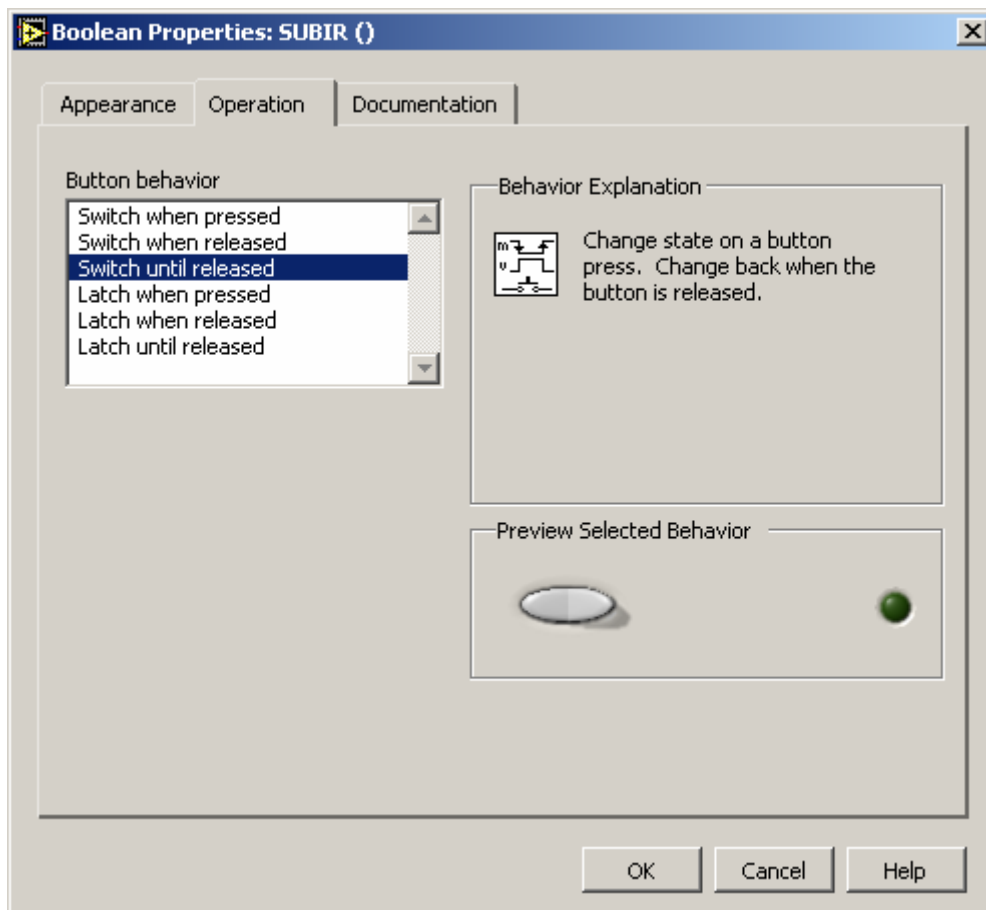 Boolean Properties: SUBIR ()
Appearance
Operation
Documentation
Button behavior
Switch when pressed
Switch when released
Switch until released
Latch when pressed
Latch when released
Latch until released
Behavior Explanation
m
v
Change state on a button
press. Change back when the
button is released.
Preview Selected Behavior
OK
Cancel
Help